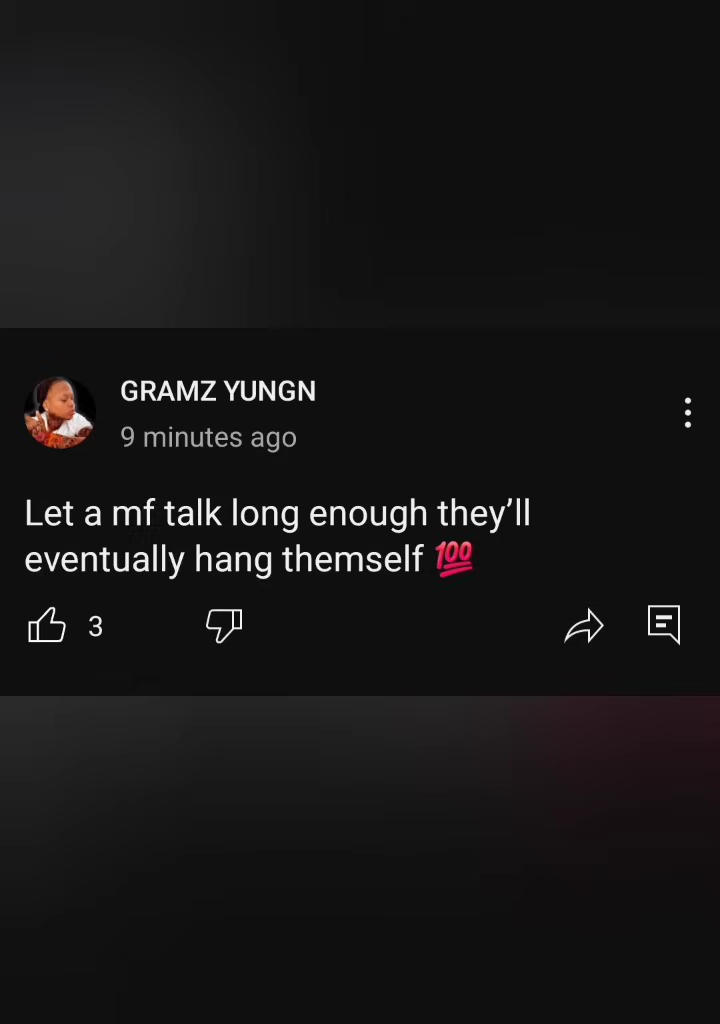 GRAMZ YUNGN
9 minutes ago
Let a mf talk long enough they’ll
eventually hang themself 💯
3